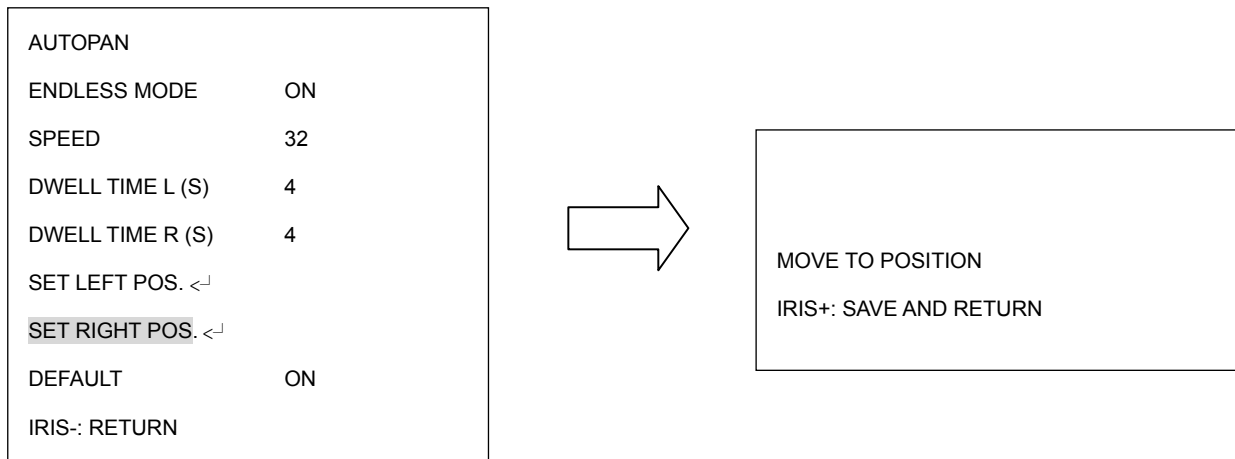 AUTOPAN
ENDLESS MODE ON
SPEED 32
DWELL TIME L (S) 4
DWELL TIME R (S) 4
SET LEFT POS. <┘
SET RIGHT POS. <┘
DEFAULT ON
IRIS-: RETURN
MOVE TO POSITION
IRIS+: SAVE AND RETURN